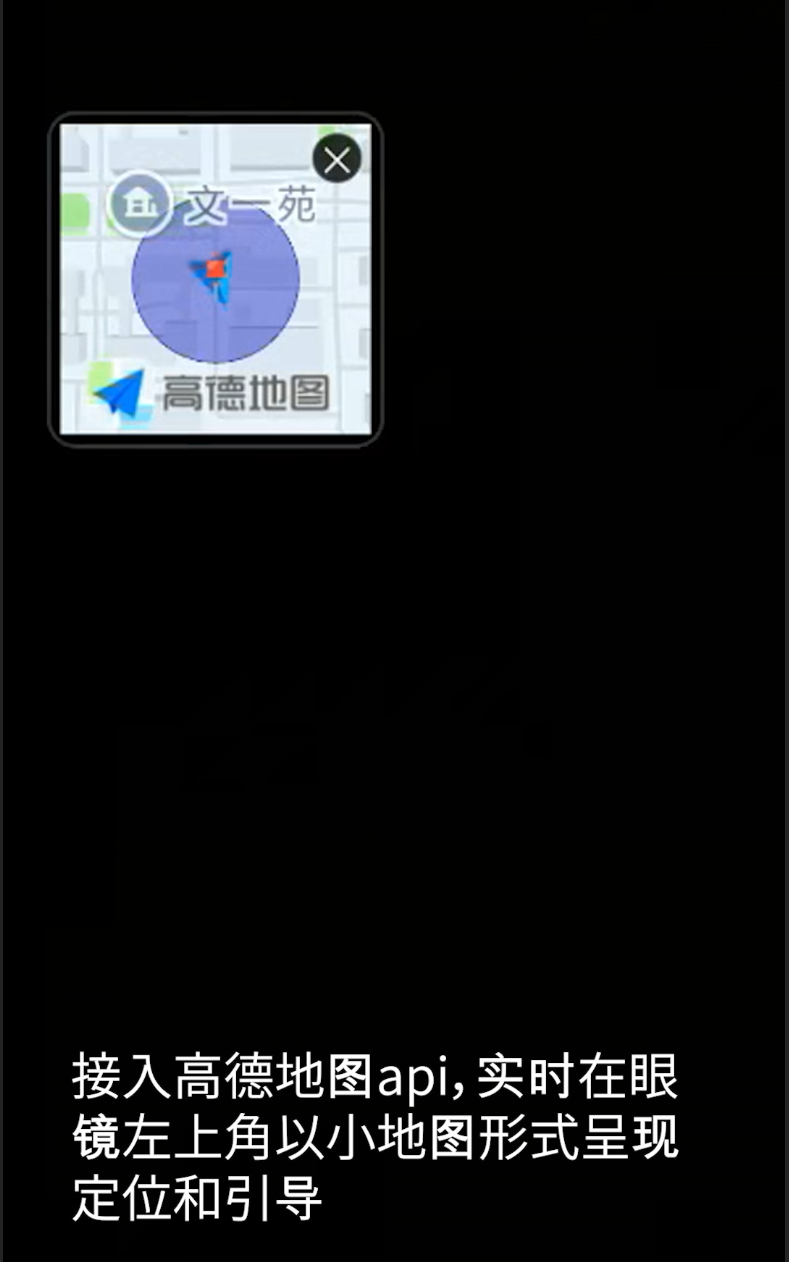 文一苑
高德地图
接入高德地图api,实时在眼
镜左上角以小地图形式呈现
定位和引导